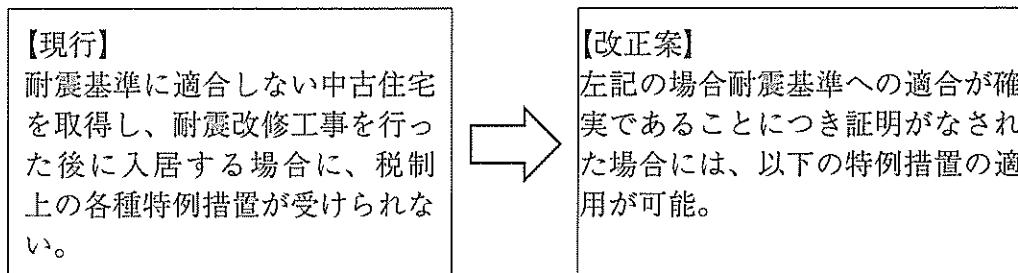 【現行】
耐震基準に適合しない中古住宅
を取得し、耐震改修工事を行っ
た後に入居する場合に、税制
上の各種特例措置が受けられな
い。
【改正案】
左記の場合耐震基準への適合が確
実であることにつき証明がなされ
た場合には、以下の特例措置の適
用が可能。